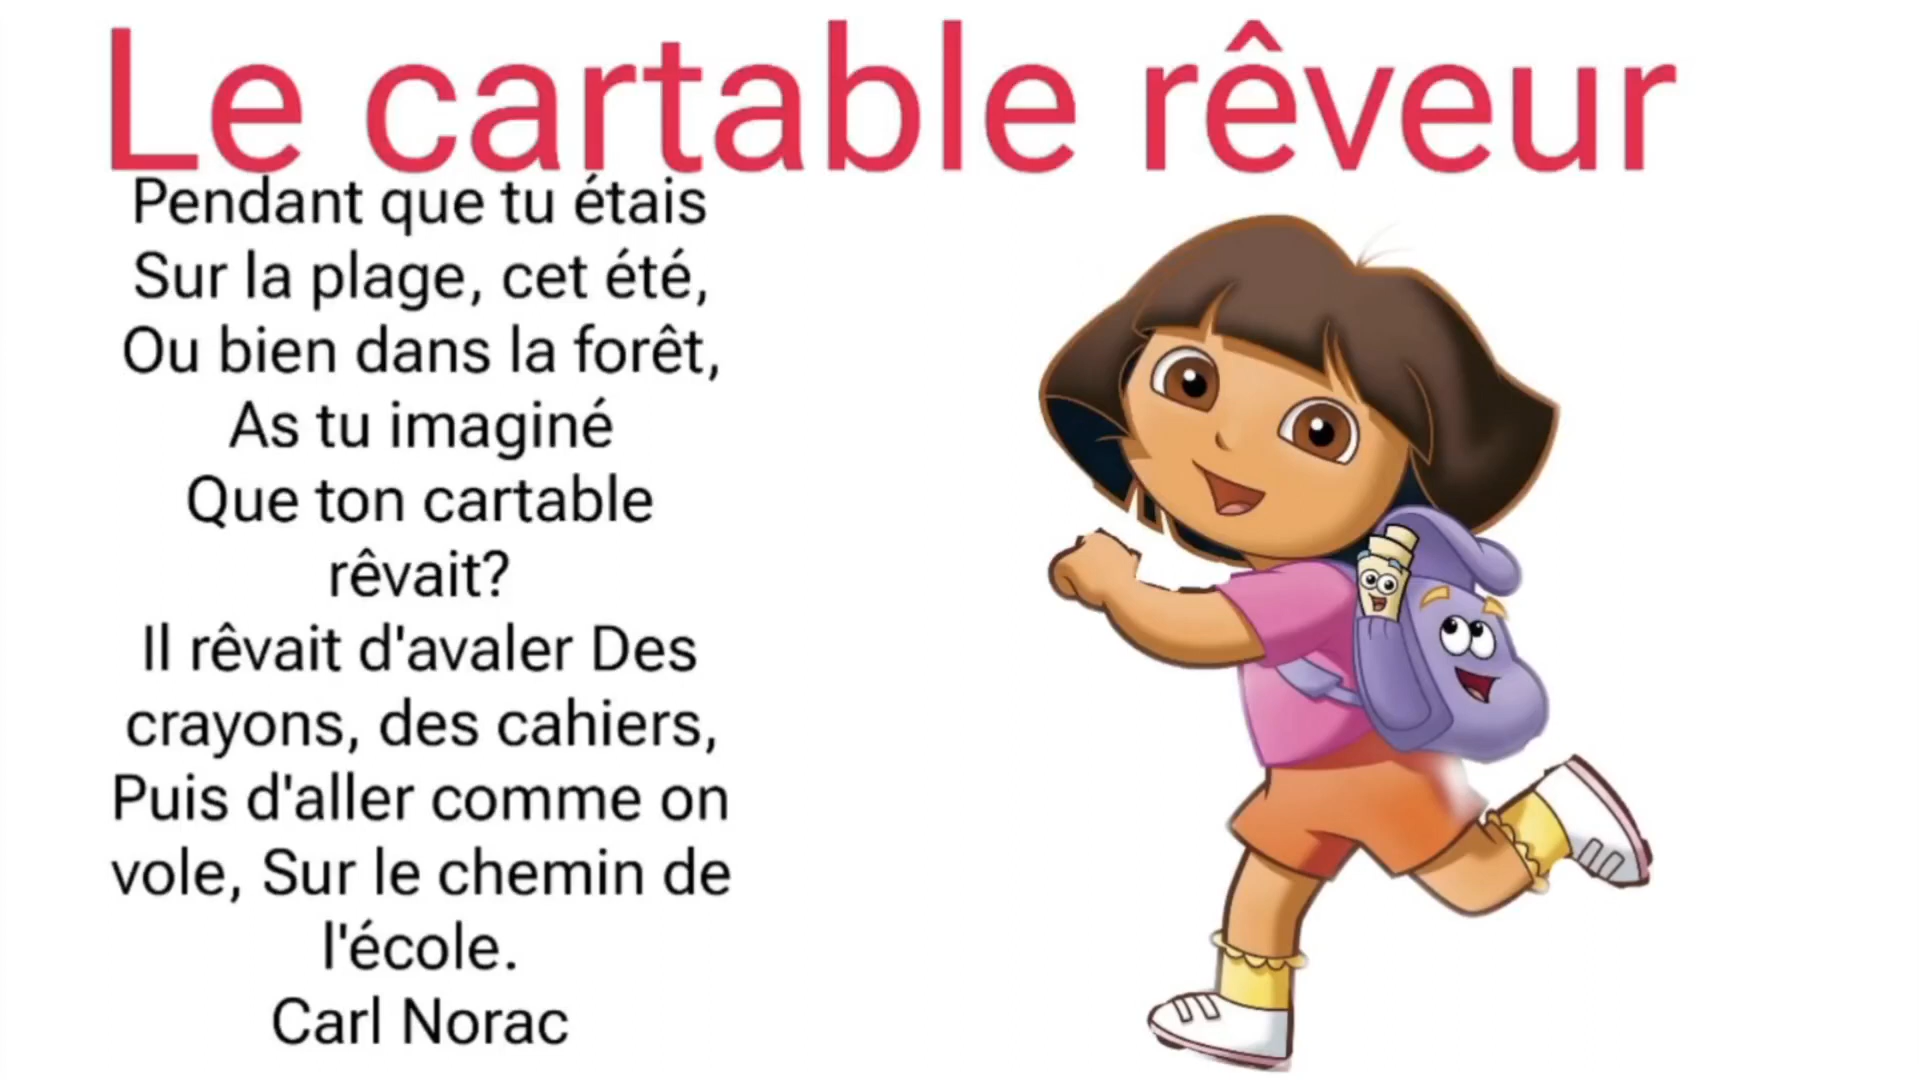 Le cartable rêveur
Pendant que tu étais
Sur la plage, cet été,
Ou bien dans la forêt,
As tu imaginé
Que ton cartable
rêvait?
Il rêvait d'avaler Des
crayons, des cahiers,
Puis d'aller comme on
vole, Sur le chemin de
l'école.
Carl Norac